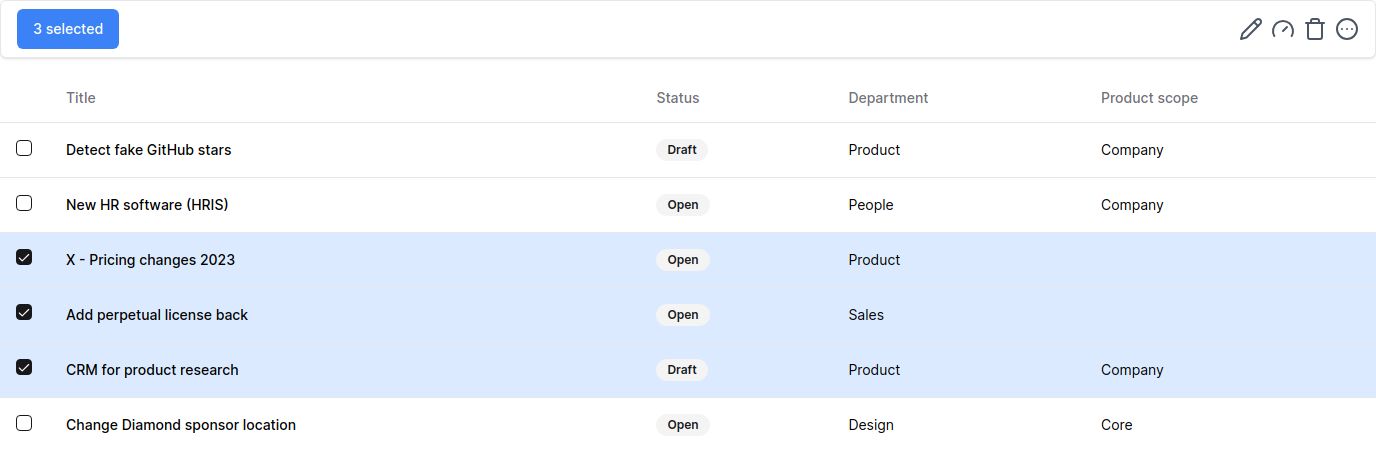 3 selected
Title Status Department Product scope
Detect fake GitHub stars Draft Product Company
New HR software (HRIS) Open People Company
X - Pricing changes 2023 Open Product
Add perpetual license back Open Sales
CRM for product research Draft Product Company
Change Diamond sponsor location Open Design Core